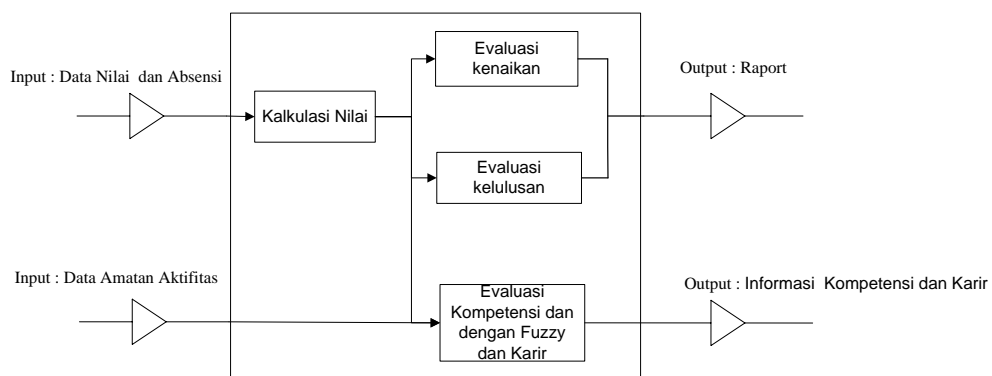 Evaluasi
kenaikan
Input : Data Nilai dan Absensi
Output : Raport
Kalkulasi Nilai
Evaluasi
kelulusan
Input : Data Amatan Aktifitas
Output : Informasi Kompetensi dan Karir
Evaluasi
Kompetensi dan
dengan Fuzzy
dan Karir